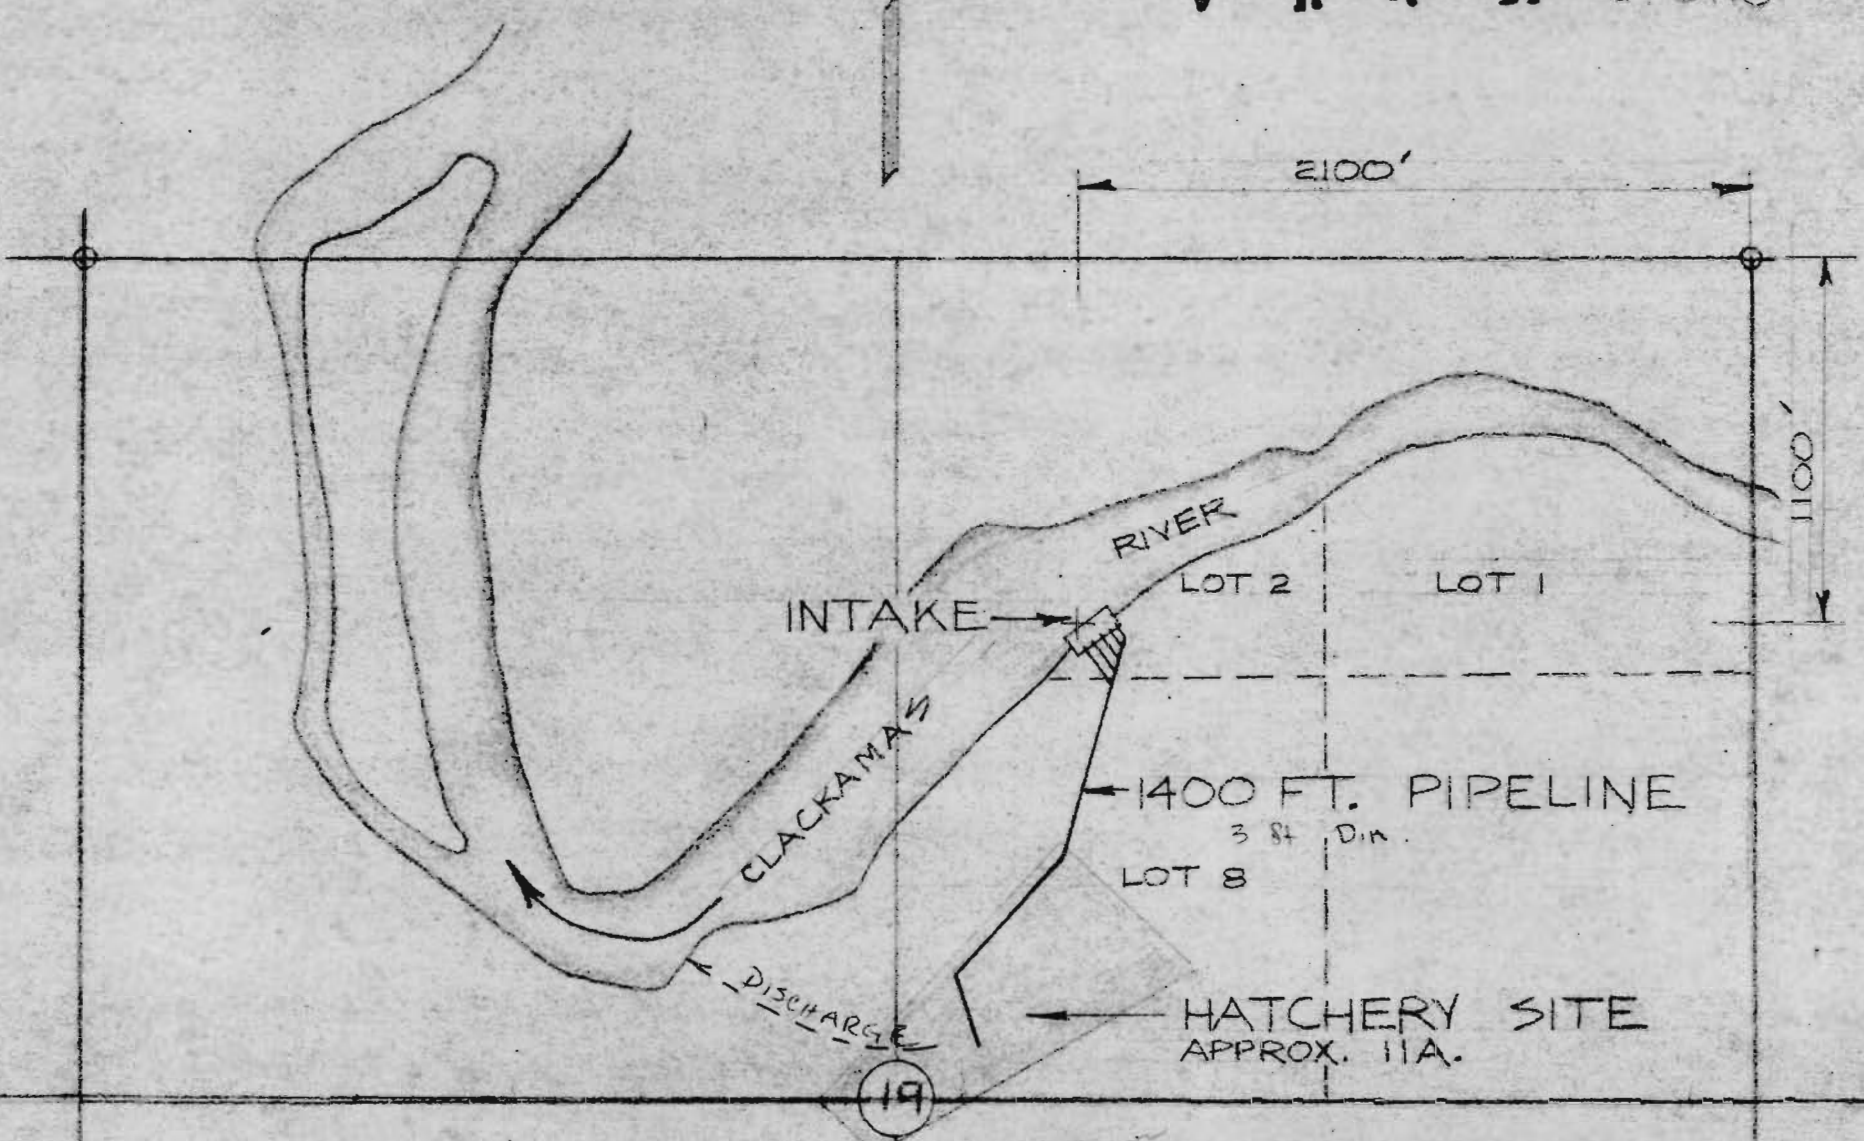 2100'
1100'
RIVER
LOT 2
LOT 1
INTAKE
CLACKAMAS
1400 FT. PIPELINE
3 ft Dia.
LOT 8
DISCHARGE
HATCHERY SITE
APPROX. 11A.
19